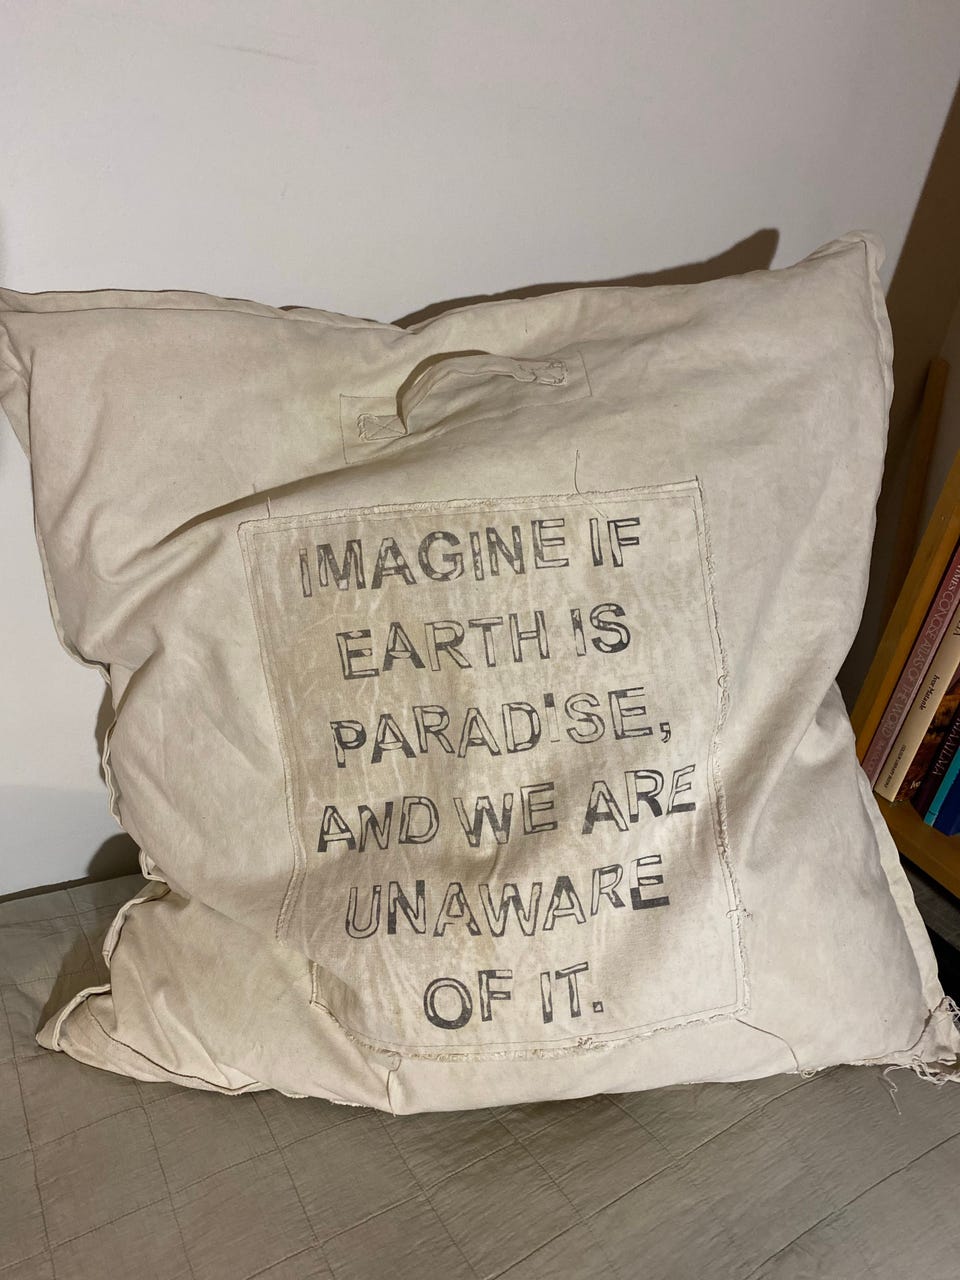 IMAGINE IF
EARTH IS
PARADISE,
AND WE ARE
UNAWARE
OF IT.